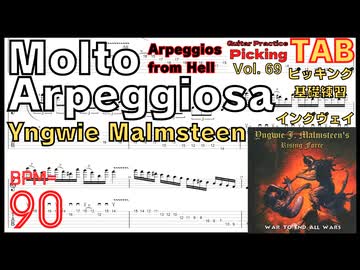 Molto
Arpeggiosa
Arpeggios
from Hell
Yngwie Malmsteen
BPM=
90
Guitar Practice
Picking
Vol. 69
TAB
ピッキング
基礎練習
イングヴェイ
Yngwie J. Malmsteen's
Rising Force
WAR TO END ALL WARS